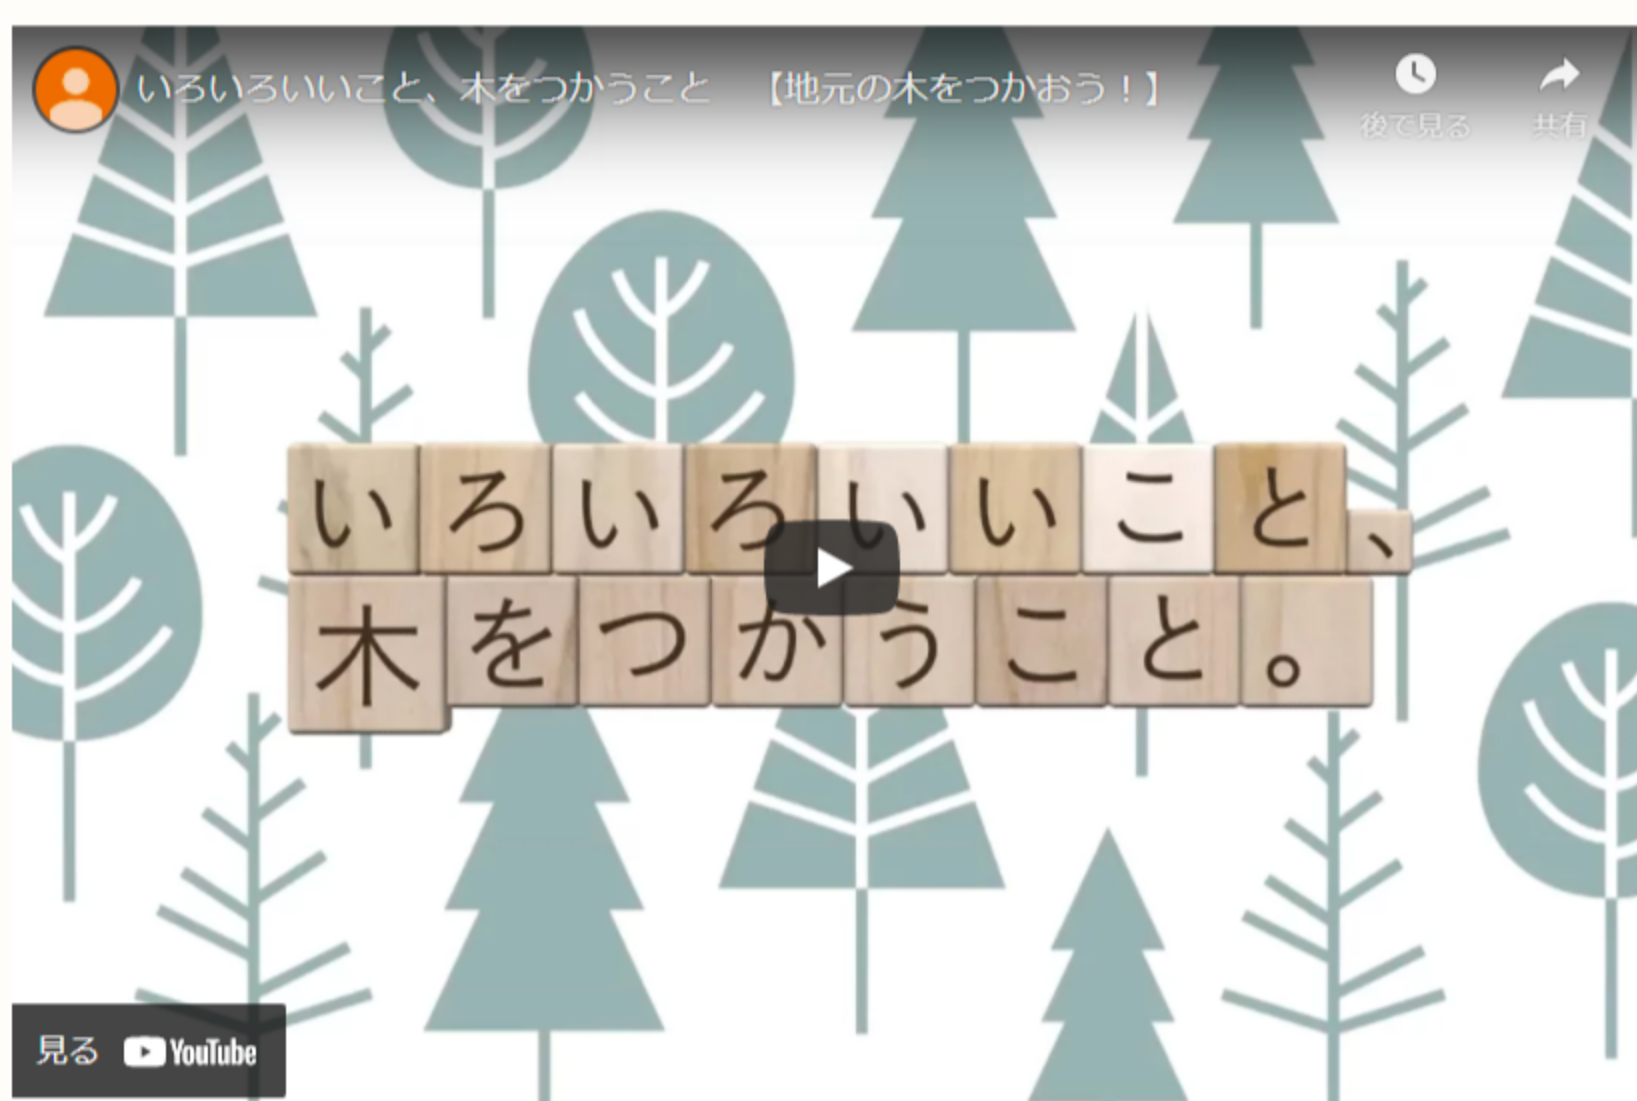 いろいろいいこと、木をつかうこと　【地元の木をつかおう！】
後で見る
共有
いろいろいいこと、
木をつかうこと。
見る YouTube